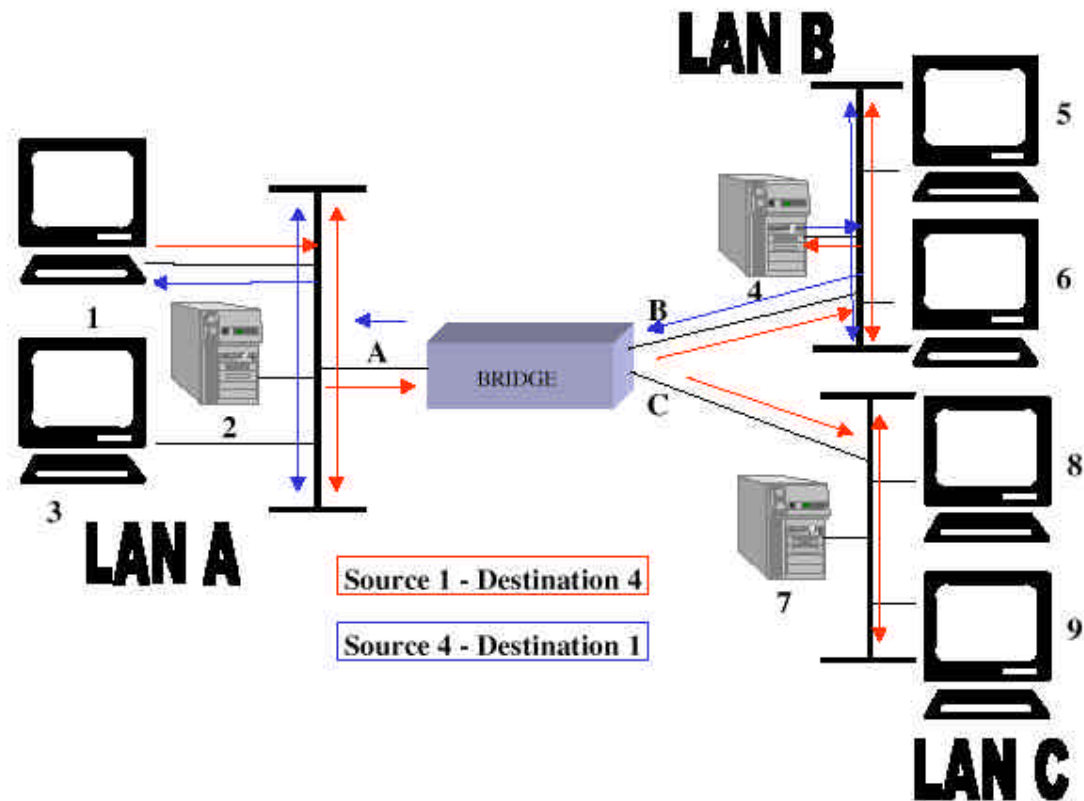 LAN B
5
1
4
6
B
A
BRIDGE
2
C
8
3
LAN A
Source 1 - Destination 4
7
9
Source 4 - Destination 1
LAN C